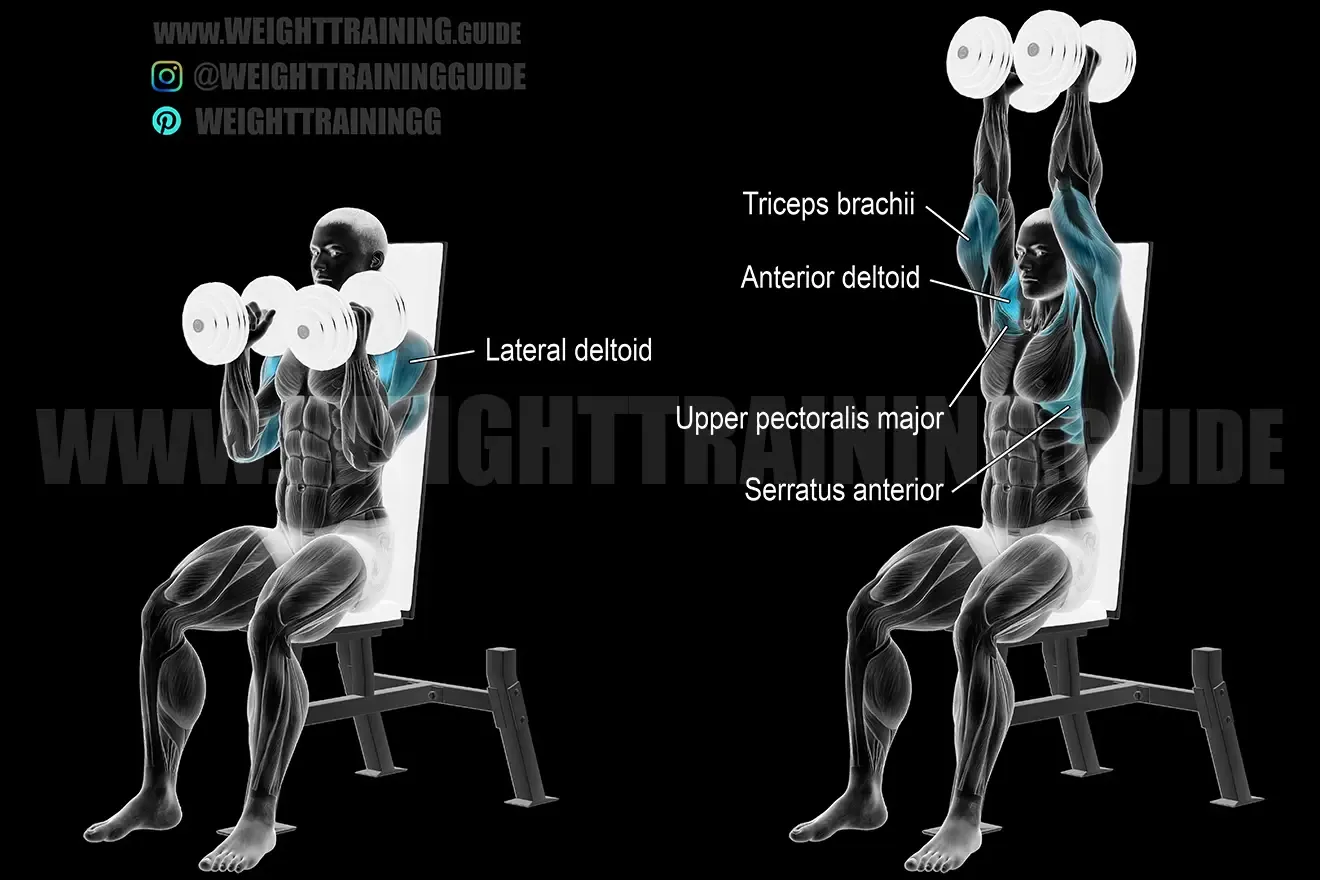 WWW.WEIGHTTRAINING.GUIDE
@WEIGHTTRAININGGUIDE
WEIGHTTRAININGG
Triceps brachii
Anterior deltoid
Lateral deltoid
Upper pectoralis major
WWW.WEIGHTTRAINING.GUIDE
Serratus anterior